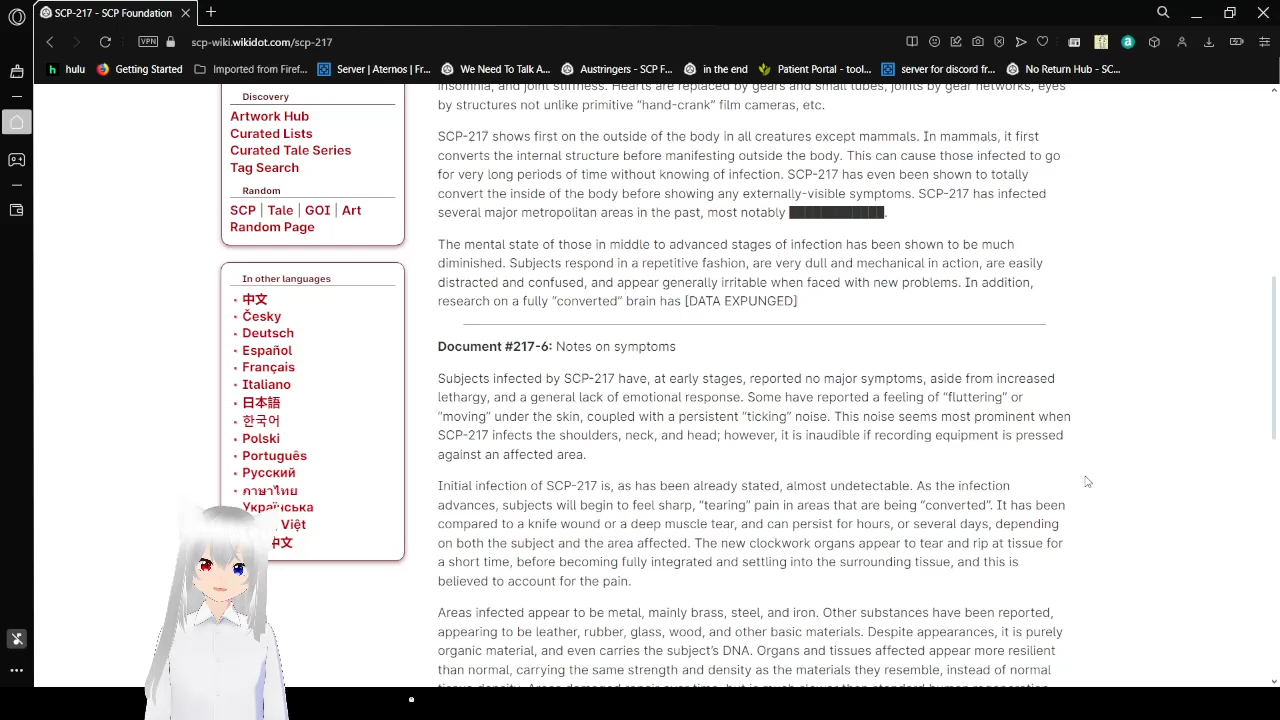 SCP-217 - SCP Foundation
scp-wiki.wikidot.com/scp-217
VPN
hulu
Getting Started
Imported from Firef...
Server | Aternos | Fr...
We Need To Talk A...
Austringers - SCP F...
in the end
Patient Portal - tool...
server for discord fr...
No Return Hub - SC...
Discovery
Artwork Hub
Curated Lists
Curated Tale Series
Tag Search
Random
SCP | Tale | GOI | Art
Random Page
In other languages
中文
Česky
Deutsch
Español
Français
Italiano
日本語
한국어
Polski
Português
Русский
ภาษาไทย
Українська
Việt
中文
insomnia, and joint stiffness. Hearts are replaced by gears and small tubes, joints by gear networks, eyes
by structures not unlike primitive “hand-crank” film cameras, etc.
SCP-217 shows first on the outside of the body in all creatures except mammals. In mammals, it first
converts the internal structure before manifesting outside the body. This can cause those infected to go
for very long periods of time without knowing of infection. SCP-217 has even been shown to totally
convert the inside of the body before showing any externally-visible symptoms. SCP-217 has infected
several major metropolitan areas in the past, most notably ████████████.
The mental state of those in middle to advanced stages of infection has been shown to be much
diminished. Subjects respond in a repetitive fashion, are very dull and mechanical in action, are easily
distracted and confused, and appear generally irritable when faced with new problems. In addition,
research on a fully “converted” brain has [DATA EXPUNGED]
Document #217-6: Notes on symptoms
Subjects infected by SCP-217 have, at early stages, reported no major symptoms, aside from increased
lethargy, and a general lack of emotional response. Some have reported a feeling of “fluttering” or
“moving” under the skin, coupled with a persistent “ticking” noise. This noise seems most prominent when
SCP-217 infects the shoulders, neck, and head; however, it is inaudible if recording equipment is pressed
against an affected area.
Initial infection of SCP-217 is, as has been already stated, almost undetectable. As the infection
advances, subjects will begin to feel sharp, “tearing” pain in areas that are being “converted”. It has been
compared to a knife wound or a deep muscle tear, and can persist for hours, or several days, depending
on both the subject and the area affected. The new clockwork organs appear to tear and rip at tissue for
a short time, before becoming fully integrated and settling into the surrounding tissue, and this is
believed to account for the pain.
Areas infected appear to be metal, mainly brass, steel, and iron. Other substances have been reported,
appearing to be leather, rubber, glass, wood, and other basic materials. Despite appearances, it is purely
organic material, and even carries the subject’s DNA. Organs and tissues affected appear more resilient
than normal, carrying the same strength and density as the materials they resemble, instead of normal